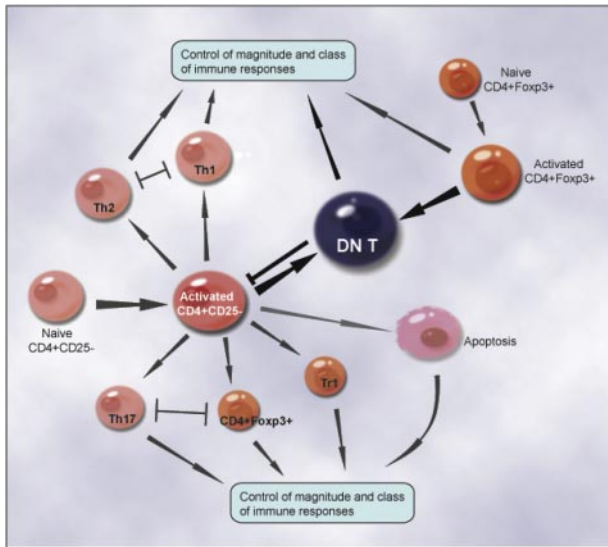 Control of magnitude and class
of immune responses
Naive
CD4+Foxp3+
Th1
Activated
CD4+Foxp3+
Th2
DN T
Activated
CD4+CD25-
Naive
CD4+CD25-
Apoptosis
Tr1
Th17
CD4+Foxp3+
Control of magnitude and class
of immune responses